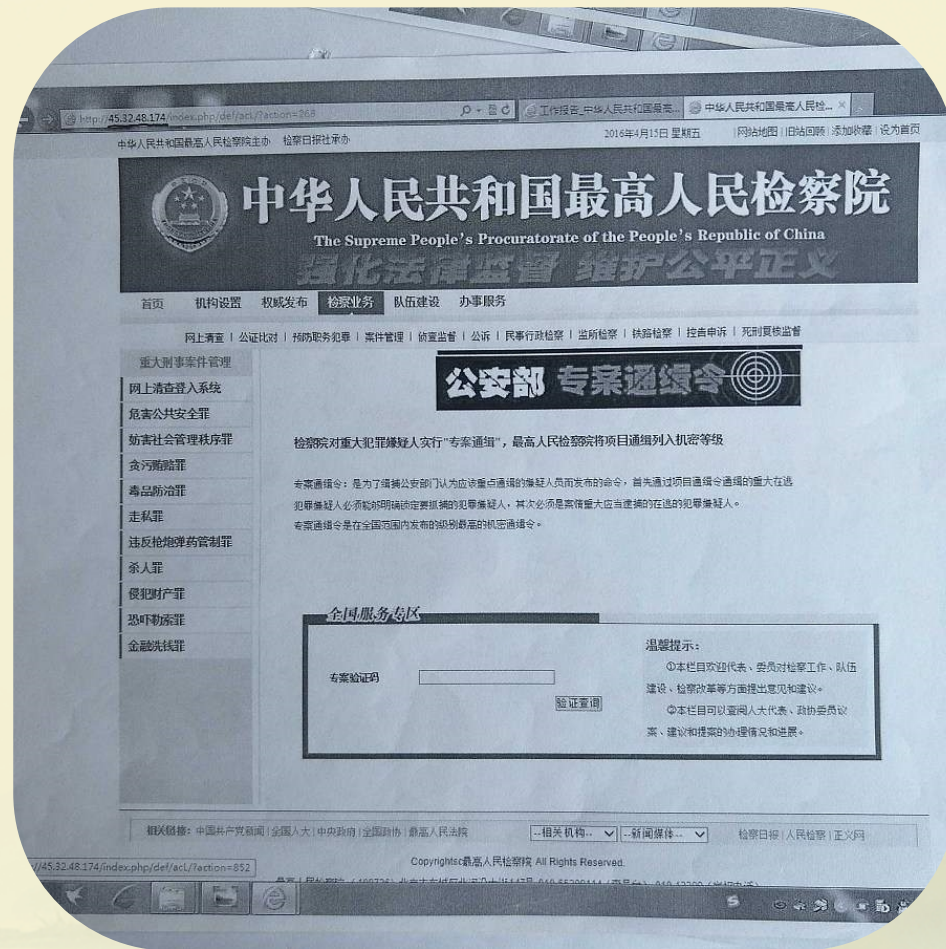 http://45.32.48.174/index.php/def/acl/?action=268
工作报告_中华人民共和国最高...
中华人民共和国最高人民检... ×
中华人民共和国最高人民检察院主办 检察日报社承办
2016年4月15日 星期五 |网站地图|旧站回顾|添加收藏|设为首页
中华人民共和国最高人民检察院
The Supreme People's Procuratorate of the People's Republic of China
强化法律监督 维护公平正义
首页 机构设置 权威发布 检察业务 队伍建设 办事服务
网上清查 | 公证比对 | 预防职务犯罪 | 案件管理 | 侦查监督 | 公诉 | 民事行政检察 | 监所检察 | 铁路检察 | 控告申诉 | 死刑复核监督
重大刑事案件管理
网上清查登入系统
危害公共安全罪
妨害社会管理秩序罪
贪污贿赂罪
毒品防治罪
走私罪
违反枪炮弹药管制罪
杀人罪
侵犯财产罪
恐吓勒索罪
金融洗钱罪
公安部 专案通缉令
检察院对重大犯罪嫌疑人实行"专案通缉",最高人民检察院将项目通缉列入机密等级
专案通缉令:是为了缉捕公安部门认为应该重点通缉的嫌疑人员而发布的命令,首先通过项目通缉令通缉的重大在逃
犯罪嫌疑人必须能够明确锁定要抓捕的犯罪嫌疑人,其次必须是案情重大应当逮捕的在逃的犯罪嫌疑人。
专案通缉令是在全国范围内发布的级别最高的机密通缉令。
全国服务专区
专案验证码
验证查询
温馨提示:
①本栏目欢迎代表、委员对检察工作、队伍
建设、检察改革等方面提出意见和建议。
②本栏目可以查阅人大代表、政协委员议
案、建议和提案的办理情况和进展。
相关链接:中国共产党新闻|全国人大|中央政府|全国政协|最高人民法院
--相关机构-- --新闻媒体--
检察日报|人民检察|正义网
Copyrights©最高人民检察院 All Rights Reserved.
//45.32.48.174/index.php/def/acl/?action=852